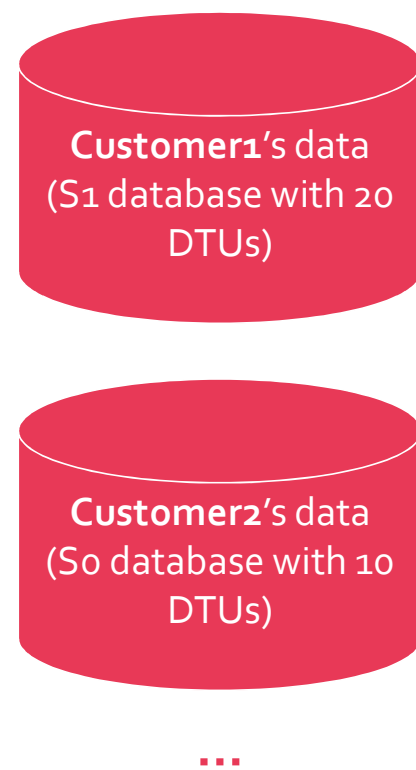 Customer1's data
(S1 database with 20
DTUs)
Customer2's data
(S0 database with 10
DTUs)
...